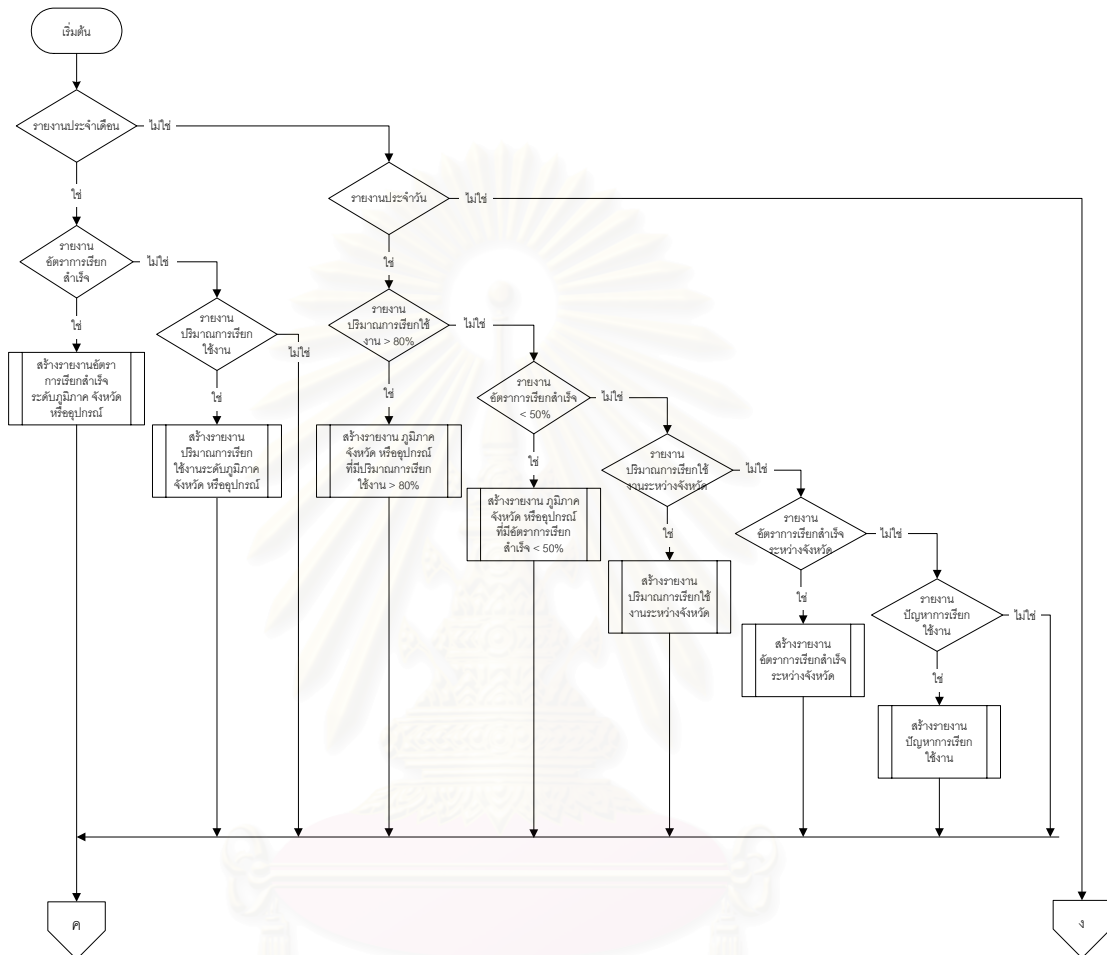 เริ่มต้น
รายงานประจำเดือน
ไม่ใช่
ใช่
รายงานประจำวัน
ไม่ใช่
ใช่
รายงาน
อัตราการเรียก
สำเร็จ
ไม่ใช่
ใช่
รายงาน
ปริมาณการเรียก
ใช้งาน
ไม่ใช่
ใช่
รายงาน
ปริมาณการเรียกใช้
งาน > 80%
ไม่ใช่
ใช่
สร้างรายงานอัตรา
การเรียกสำเร็จ
ระดับภูมิภาค จังหวัด
หรืออุปกรณ์
รายงาน
อัตราการเรียกสำเร็จ
< 50%
ไม่ใช่
ใช่
สร้างรายงาน
ปริมาณการเรียก
ใช้งานระดับภูมิภาค
จังหวัด หรืออุปกรณ์
สร้างรายงาน ภูมิภาค
จังหวัด หรืออุปกรณ์
ที่มีปริมาณการเรียก
ใช้งาน > 80%
รายงาน
ปริมาณการเรียกใช้
งานระหว่างจังหวัด
ไม่ใช่
ใช่
สร้างรายงาน ภูมิภาค
จังหวัด หรืออุปกรณ์
ที่มีอัตราการเรียก
สำเร็จ < 50%
รายงาน
อัตราการเรียกสำเร็จ
ระหว่างจังหวัด
ไม่ใช่
ใช่
สร้างรายงาน
ปริมาณการเรียกใช้
งานระหว่างจังหวัด
รายงาน
ปัญหาการเรียก
ใช้งาน
ไม่ใช่
ใช่
สร้างรายงาน
อัตราการเรียกสำเร็จ
ระหว่างจังหวัด
สร้างรายงาน
ปัญหาการเรียก
ใช้งาน
ค
ง